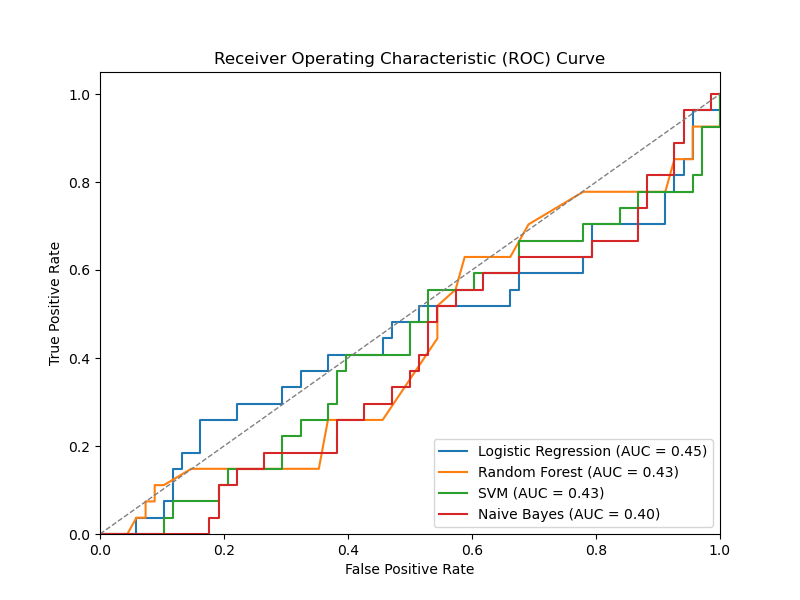 Receiver Operating Characteristic (ROC) Curve
True Positive Rate
1.0
0.8
0.6
0.4
0.2
0.0
0.0 0.2 0.4 0.6 0.8 1.0
False Positive Rate
Logistic Regression (AUC = 0.45)
Random Forest (AUC = 0.43)
SVM (AUC = 0.43)
Naive Bayes (AUC = 0.40)